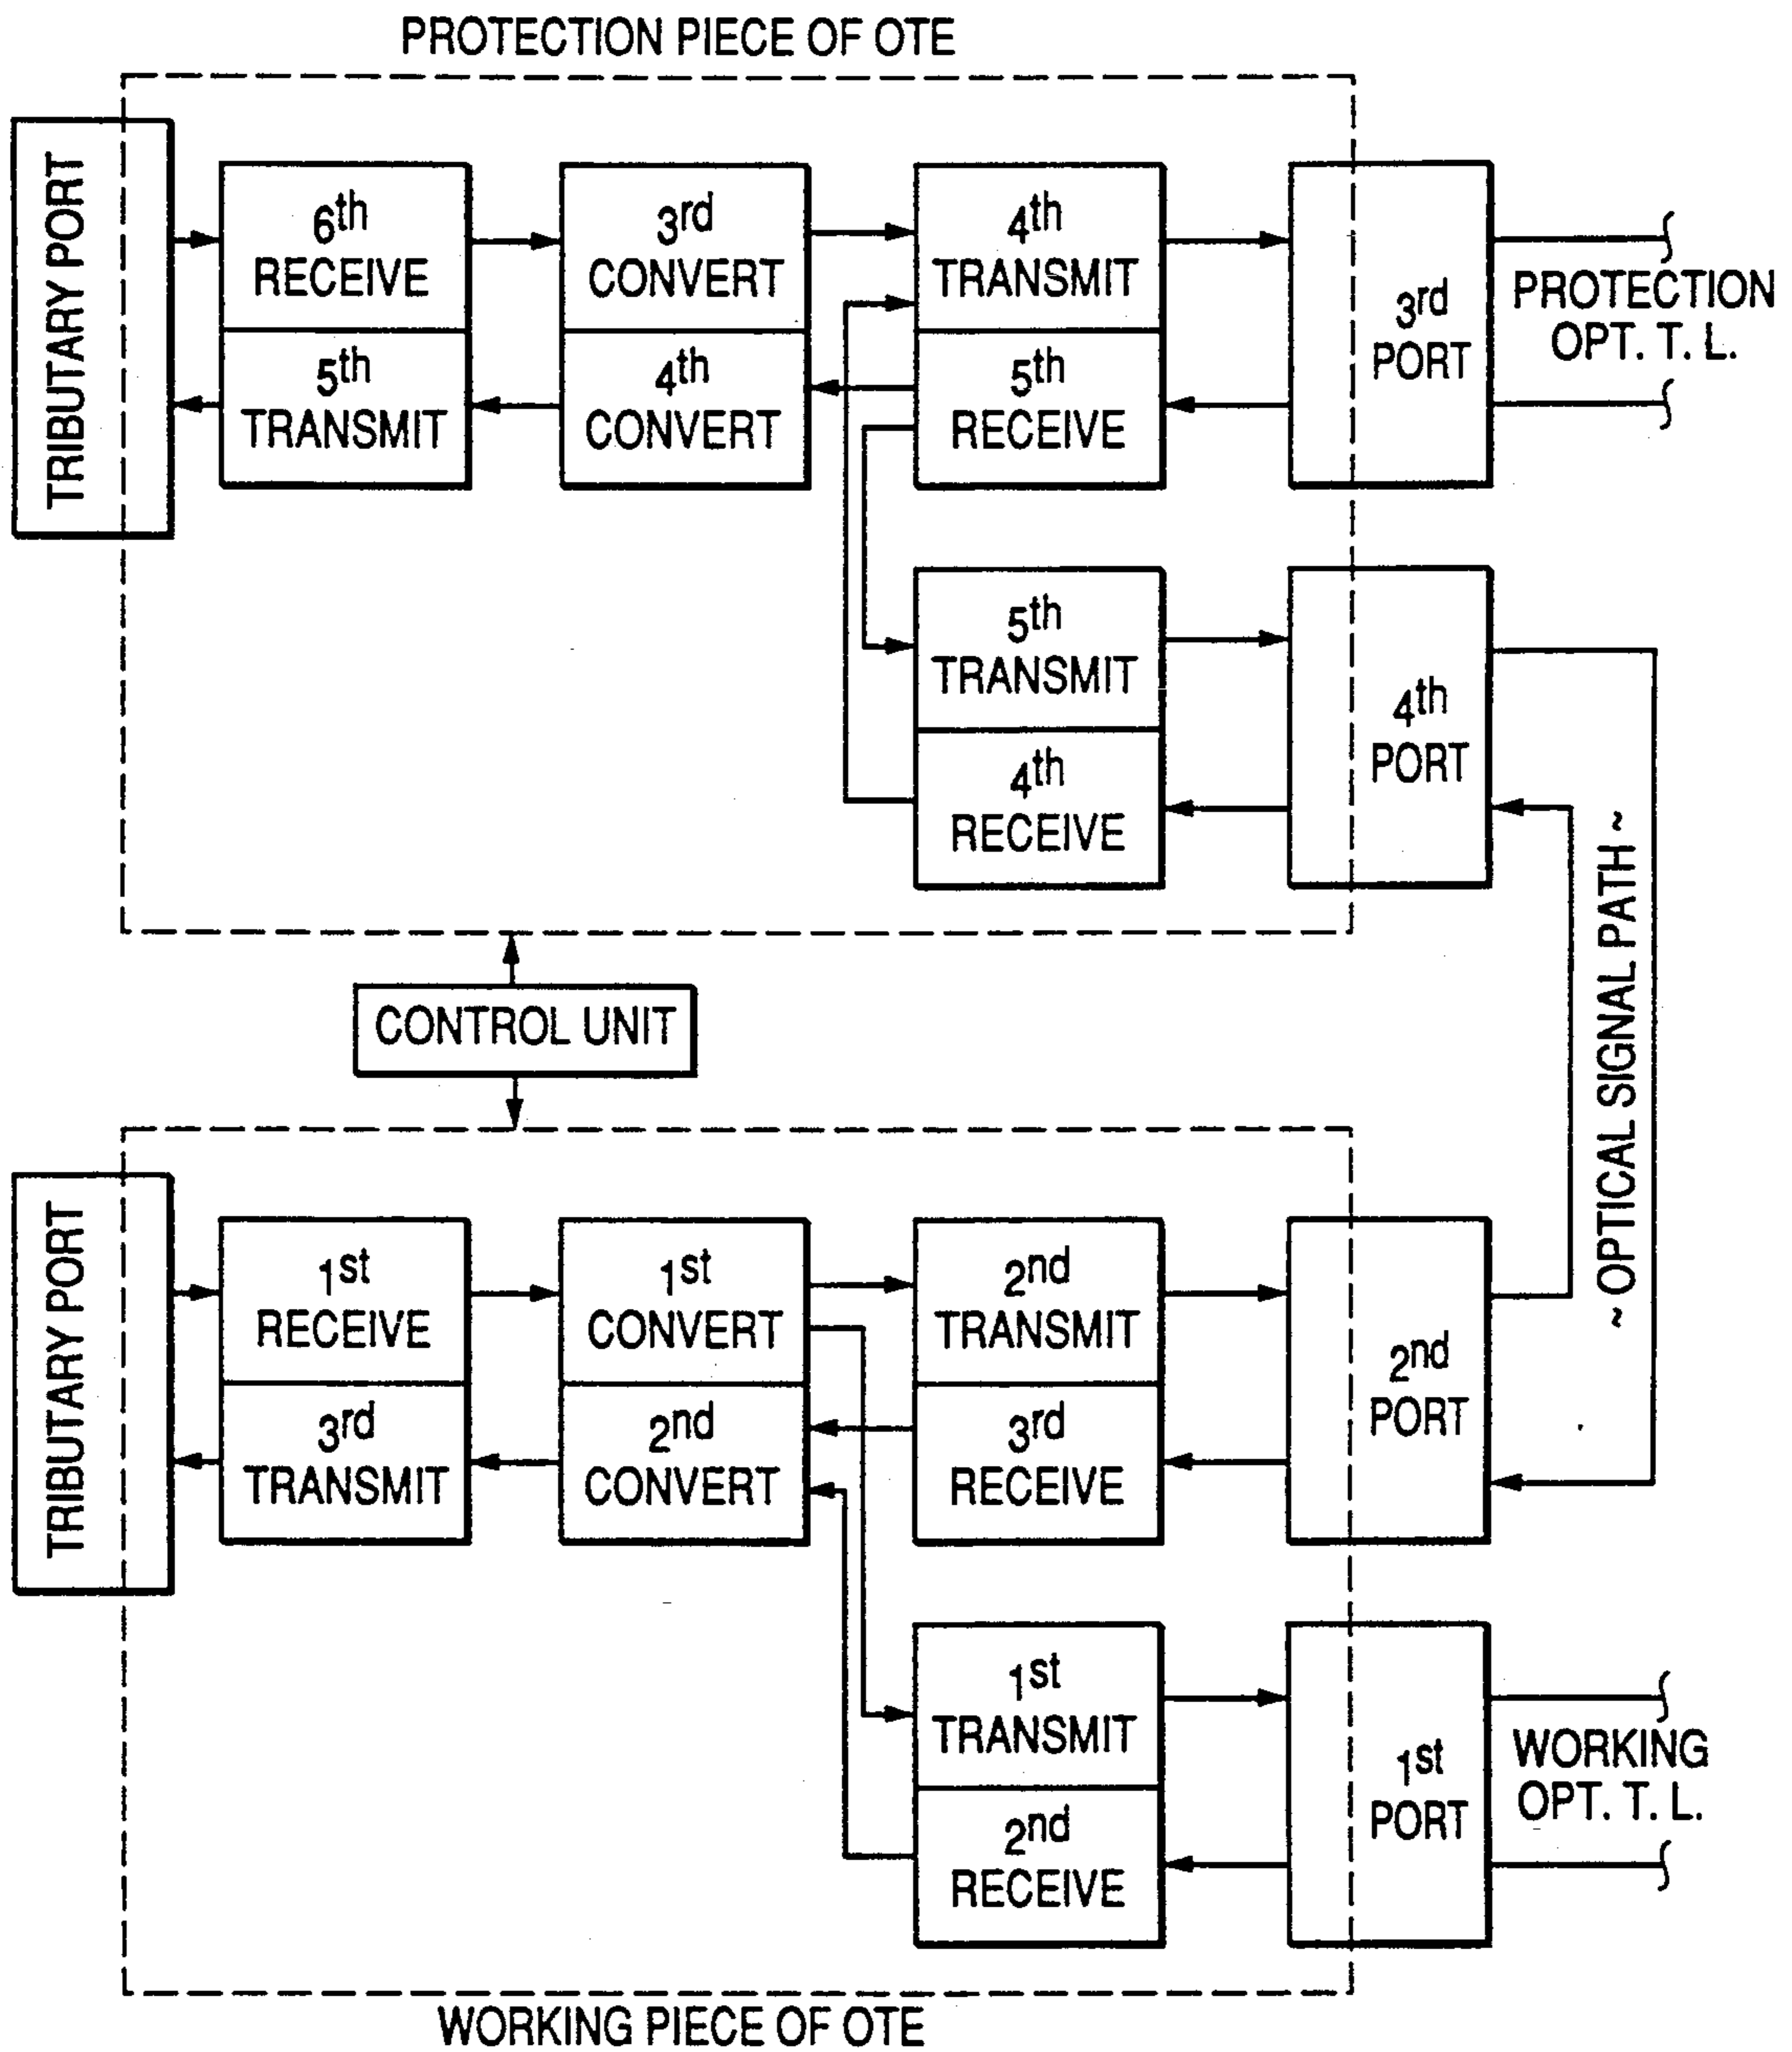 PROTECTION PIECE OF OTE
TRIBUTARY PORT
6th
RECEIVE
5th
TRANSMIT
3rd
CONVERT
4th
CONVERT
4th
TRANSMIT
5th
RECEIVE
3rd
PORT
PROTECTION
OPT. T. L.
5th
TRANSMIT
4th
RECEIVE
4th
PORT
~ OPTICAL SIGNAL PATH ~
CONTROL UNIT
TRIBUTARY PORT
1st
RECEIVE
3rd
TRANSMIT
1st
CONVERT
2nd
CONVERT
2nd
TRANSMIT
3rd
RECEIVE
2nd
PORT
1st
TRANSMIT
2nd
RECEIVE
1st
PORT
WORKING
OPT. T. L.
WORKING PIECE OF OTE